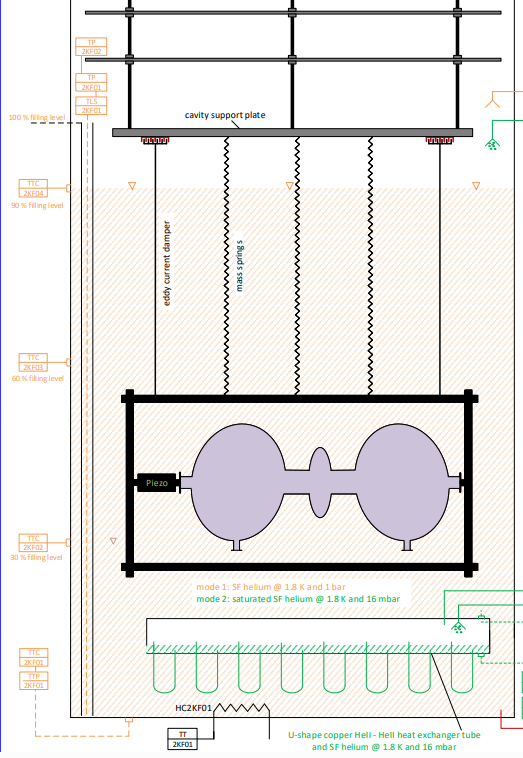 TP
2KF02
TP
2KF01
TLS
2KF01
100 % filling level
cavity support plate
TTC
2KF04
90 % filling level
eddy current damper
mass springs
TTC
2KF03
60 % filling level
Piezo
TTC
2KF02
30 % filling level
mode 1: SF helium @ 1.8 K and 1 bar
mode 2: saturated SF helium @ 1.8 K and 16 mbar
TTC
2KF01
TTP
2KF01
HC2KF01
TT
2KF01
U-shape copper HeII - HeII heat exchanger tube
and SF helium @ 1.8 K and 16 mbar